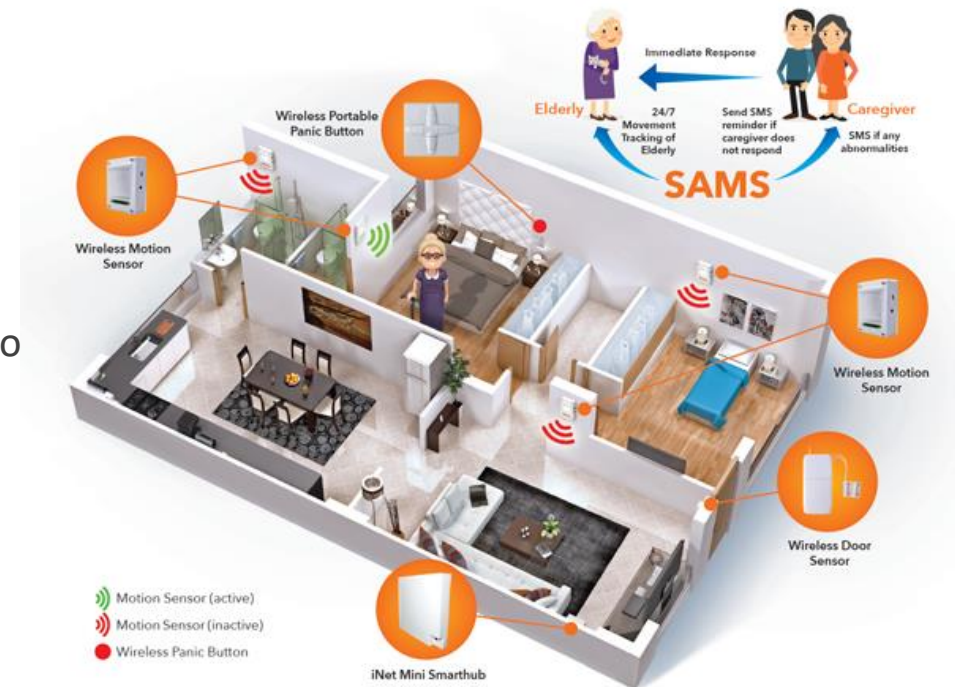 Immediate Response
Elderly
24/7
Movement
Tracking of
Elderly
Send SMS
reminder if
caregiver does
not respond
Caregiver
SMS if any
abnormalities
SAMS
Wireless Portable
Panic Button
Wireless Motion
Sensor
o
Wireless Motion
Sensor
Wireless Door
Sensor
Motion Sensor (active)
Motion Sensor (inactive)
Wireless Panic Button
iNet Mini Smarthub